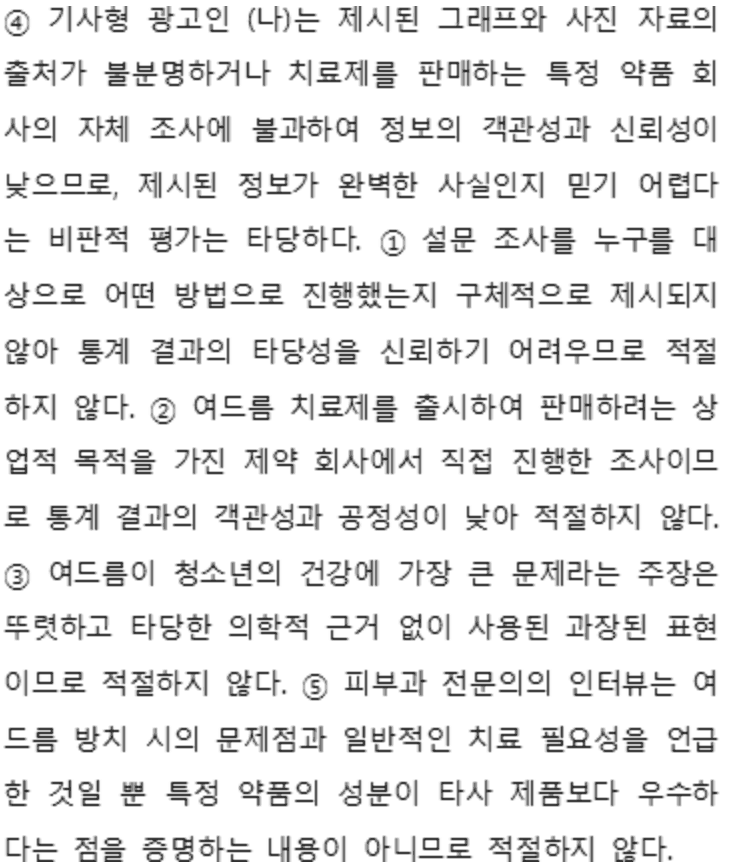 ④ 기사형 광고인 (나)는 제시된 그래프와 사진 자료의
출처가 불분명하거나 치료제를 판매하는 특정 약품 회
사의 자체 조사에 불과하여 정보의 객관성과 신뢰성이
낮으므로, 제시된 정보가 완벽한 사실인지 믿기 어렵다
는 비판적 평가는 타당하다. ① 설문 조사를 누구를 대
상으로 어떤 방법으로 진행했는지 구체적으로 제시되지
않아 통계 결과의 타당성을 신뢰하기 어려우므로 적절
하지 않다. ② 여드름 치료제를 출시하여 판매하려는 상
업적 목적을 가진 제약 회사에서 직접 진행한 조사이므
로 통계 결과의 객관성과 공정성이 낮아 적절하지 않다.
③ 여드름이 청소년의 건강에 가장 큰 문제라는 주장은
뚜렷하고 타당한 의학적 근거 없이 사용된 과장된 표현
이므로 적절하지 않다. ⑤ 피부과 전문의의 인터뷰는 여
드름 방치 시의 문제점과 일반적인 치료 필요성을 언급
한 것일 뿐 특정 약품의 성분이 타사 제품보다 우수하
다는 점을 증명하는 내용이 아니므로 적절하지 않다.